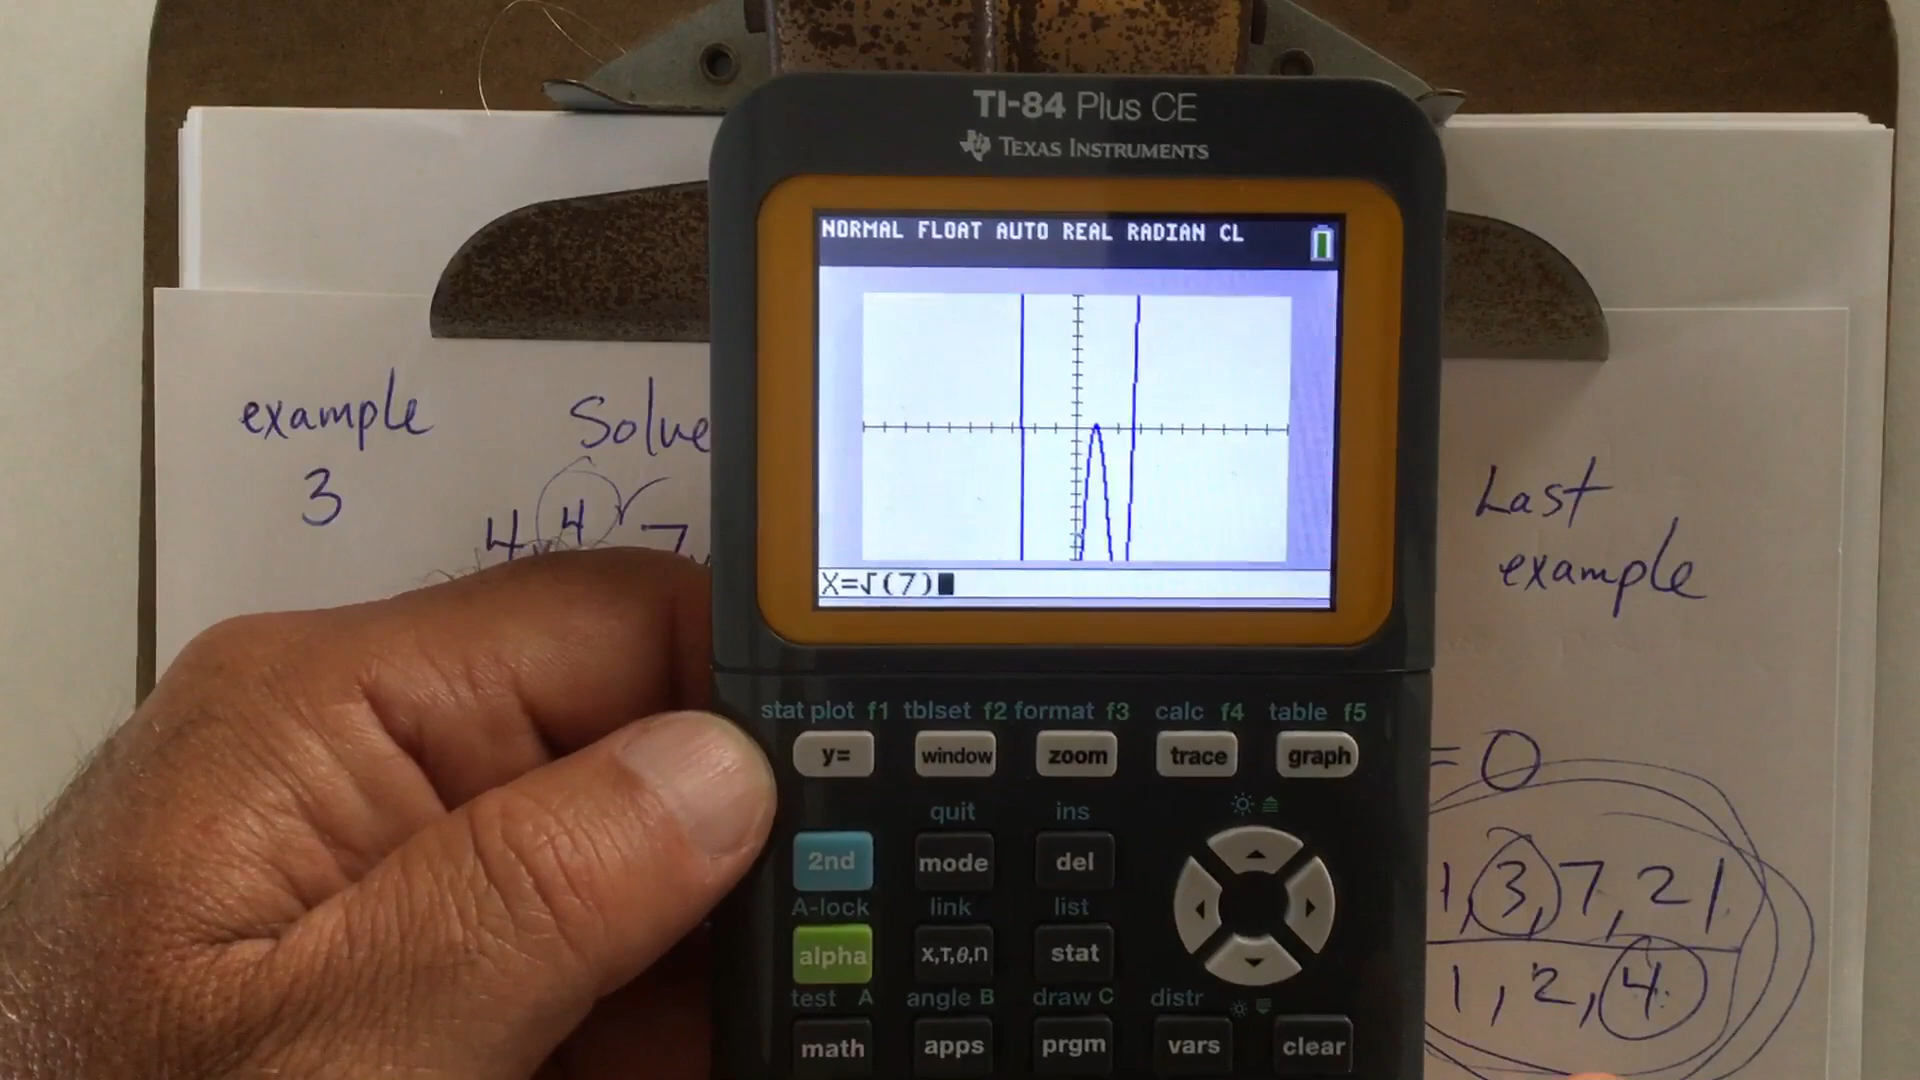 TI-84 Plus CE
TEXAS INSTRUMENTS
NORMAL FLOAT AUTO REAL RADIAN CL
X=√(7)
example
3
Solve
4x⁴ - 7
Last
example
= 0
1, 3, 7, 21
1, 2, 4
stat plot f1 tblset f2 format f3 calc f4 table f5
y= window zoom trace graph
quit ins
2nd mode del
A-lock link list
alpha x,T,θ,n stat
test A angle B draw C distr
math apps prgm vars clear